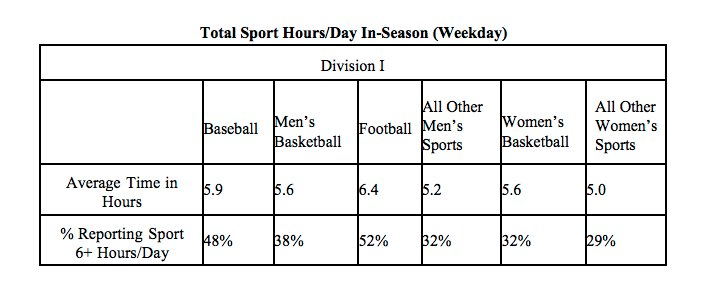 Total Sport Hours/Day In-Season (Weekday)
Division I
Baseball
Men's
Basketball
Football
All Other
Men's
Sports
Women's
Basketball
All Other
Women's
Sports
Average Time in
Hours
5.9
5.6
6.4
5.2
5.6
5.0
% Reporting Sport
6+ Hours/Day
48%
38%
52%
32%
32%
29%